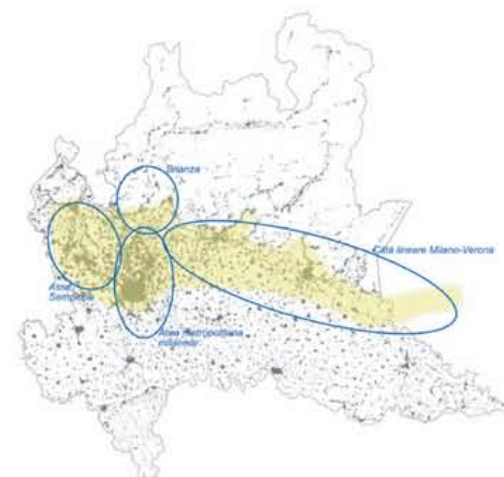 Brianza
Città lineare Milano-Verona
Asse
Sempione
Area metropolitana
milanese